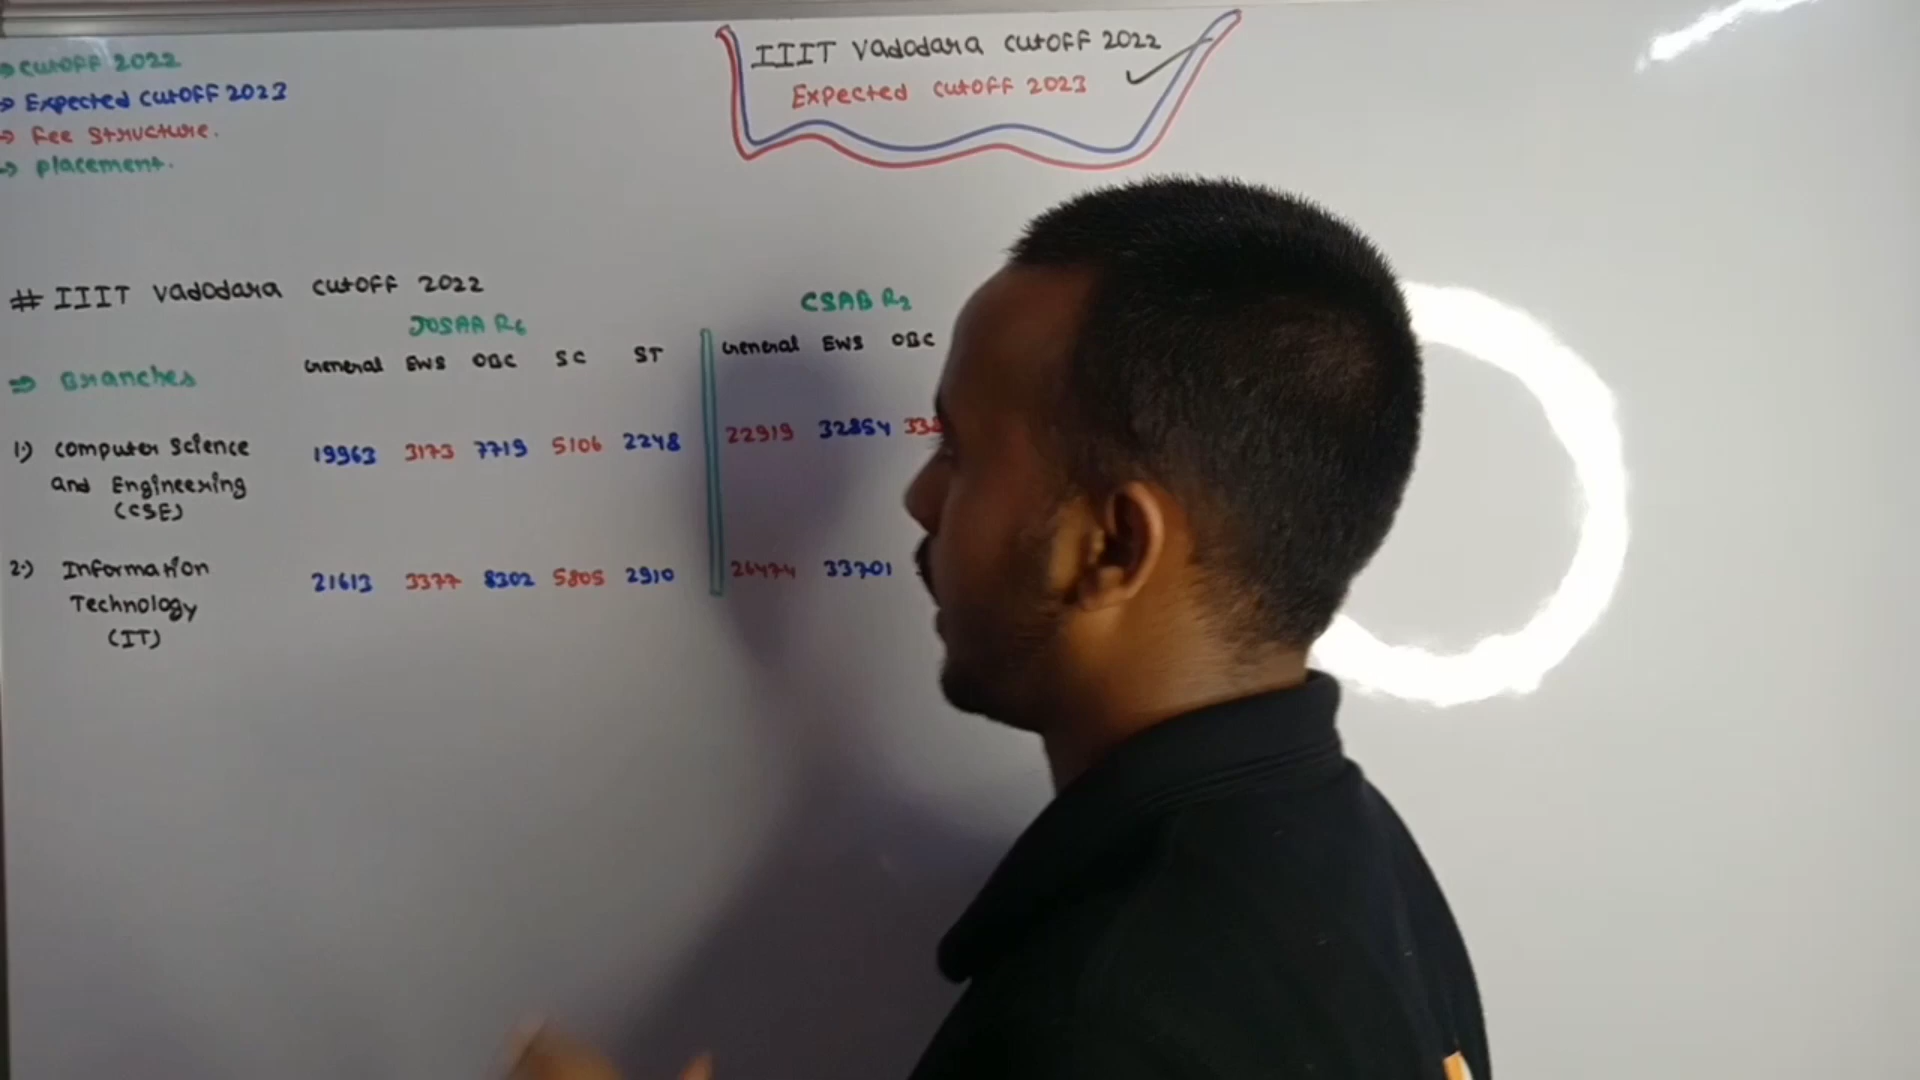 IIIT Vadodara cutoff 2022
Expected cutoff 2023
cutoff 2022
Expected cutoff 2023
Fee Structure.
placement.
# IIIT Vadodara cutoff 2022
JOSAA R6
CSAB R2
Branches
General EWS OBC SC ST
General EWS OBC
1.) Computer Science 19963 3173 7719 5106 2248 22919 32854
and Engineering
(CSE)
2.) Information 21613 3377 8302 5805 2910 26474 33701
Technology
(IT)